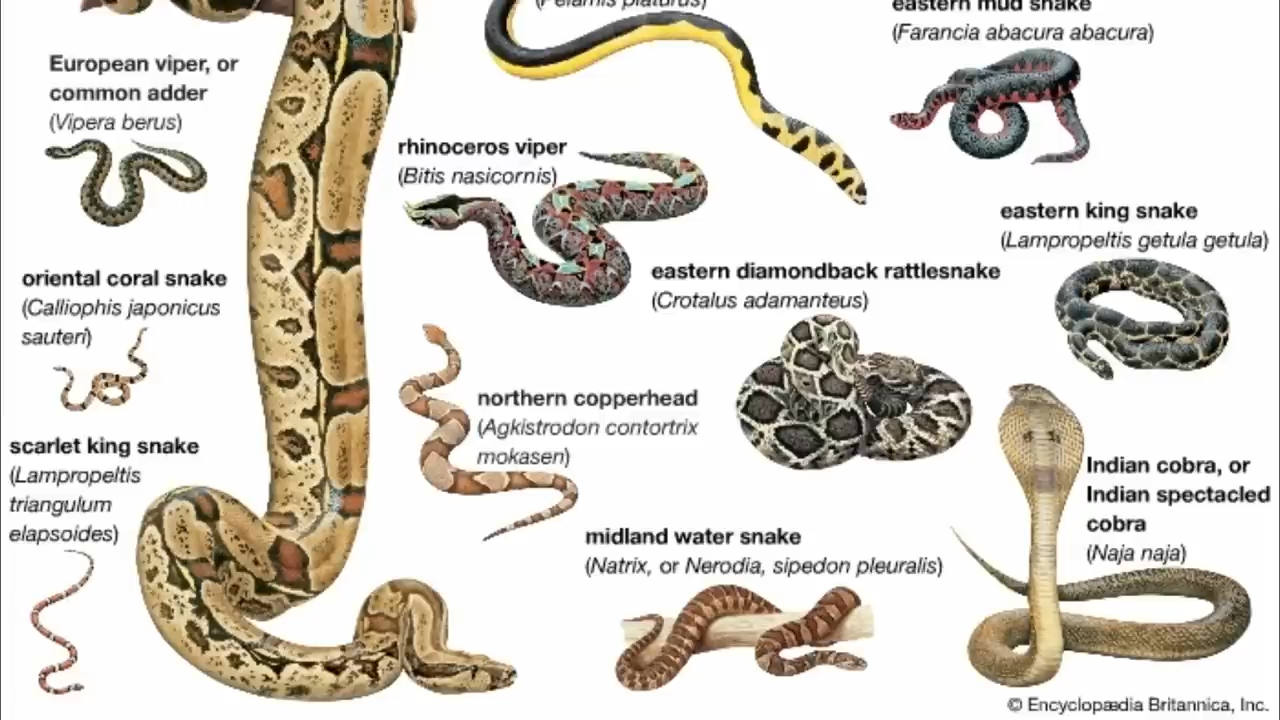 (Pelamis platurus)
eastern mud snake
(Farancia abacura abacura)
European viper, or
common adder
(Vipera berus)
rhinoceros viper
(Bitis nasicornis)
eastern king snake
(Lampropeltis getula getula)
oriental coral snake
(Calliophis japonicus
sauteri)
eastern diamondback rattlesnake
(Crotalus adamanteus)
northern copperhead
(Agkistrodon contortrix
mokasen)
scarlet king snake
(Lampropeltis
triangulum
elapsoides)
Indian cobra, or
Indian spectacled
cobra
(Naja naja)
midland water snake
(Natrix, or Nerodia, sipedon pleuralis)
© Encyclopædia Britannica, Inc.